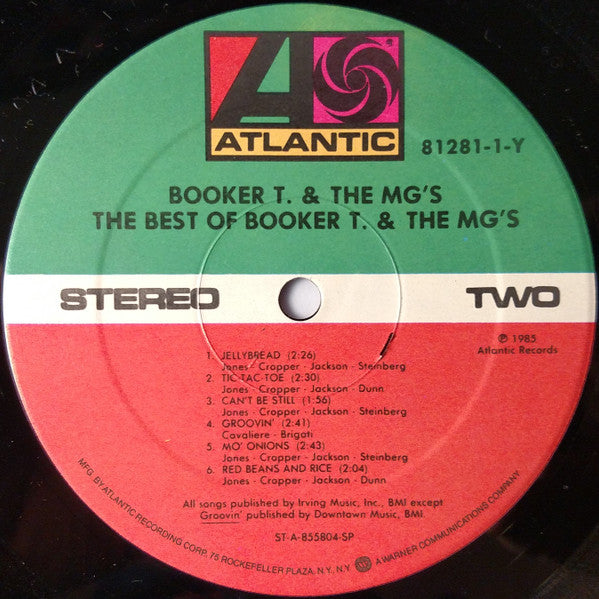 ATLANTIC
81281-1-Y
BOOKER T. & THE MG'S
THE BEST OF BOOKER T. & THE MG'S
STEREO
TWO
℗ 1985
Atlantic Records
1. JELLYBREAD (2:26)
Jones - Cropper - Jackson - Steinberg
2. TIC-TAC-TOE (2:30)
Jones - Cropper - Jackson - Dunn
3. CAN'T BE STILL (1:56)
Jones - Cropper - Jackson - Steinberg
4. GROOVIN' (2:41)
Cavaliere - Brigati
5. MO' ONIONS (2:43)
Jones - Cropper - Jackson - Steinberg
6. RED BEANS AND RICE (2:04)
Jones - Cropper - Jackson - Dunn
All songs published by Irving Music, Inc., BMI except
Groovin' published by Downtown Music, BMI.
ST-A-855804-SP
MFG. BY ATLANTIC RECORDING CORP. 75 ROCKEFELLER PLAZA, N.Y. N.Y. A WARNER COMMUNICATIONS COMPANY